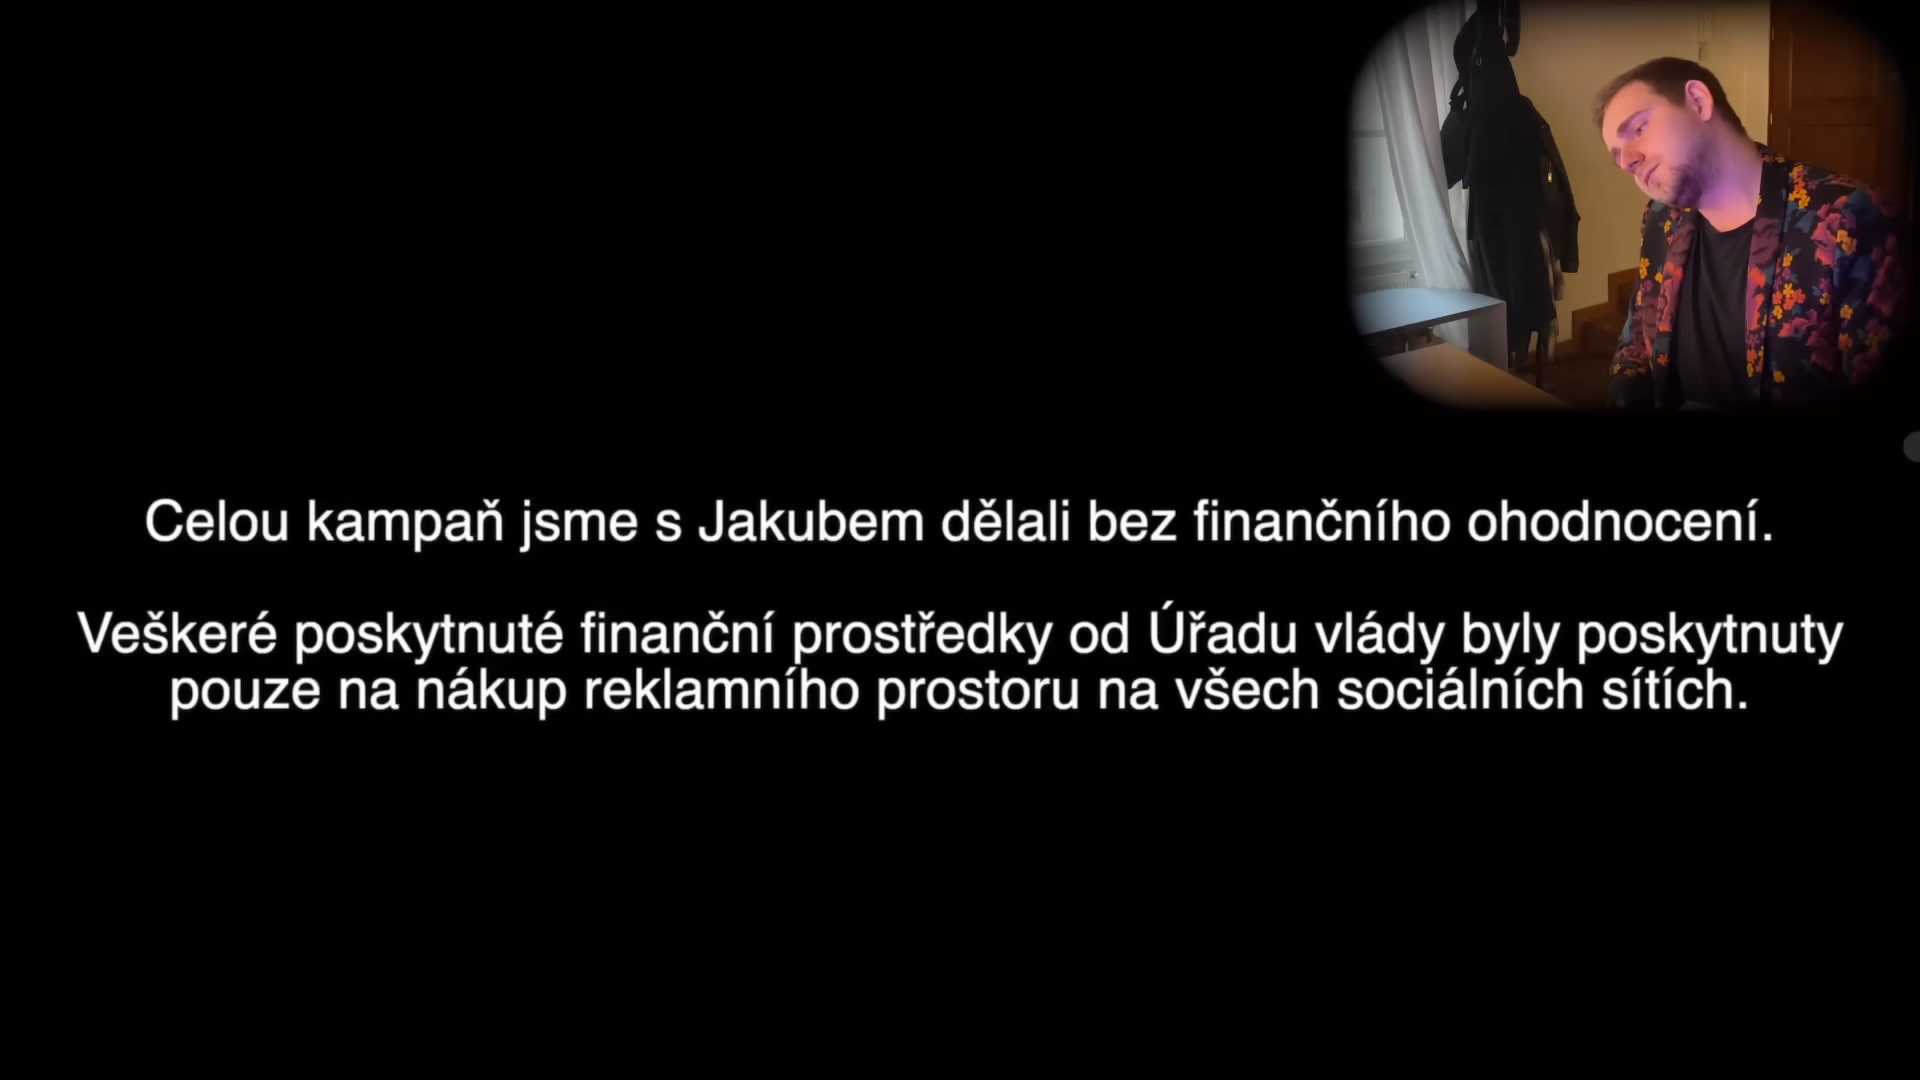 Celou kampaň jsme s Jakubem dělali bez finančního ohodnocení.
Veškeré poskytnuté finanční prostředky od Úřadu vlády byly poskytnuty
pouze na nákup reklamního prostoru na všech sociálních sítích.